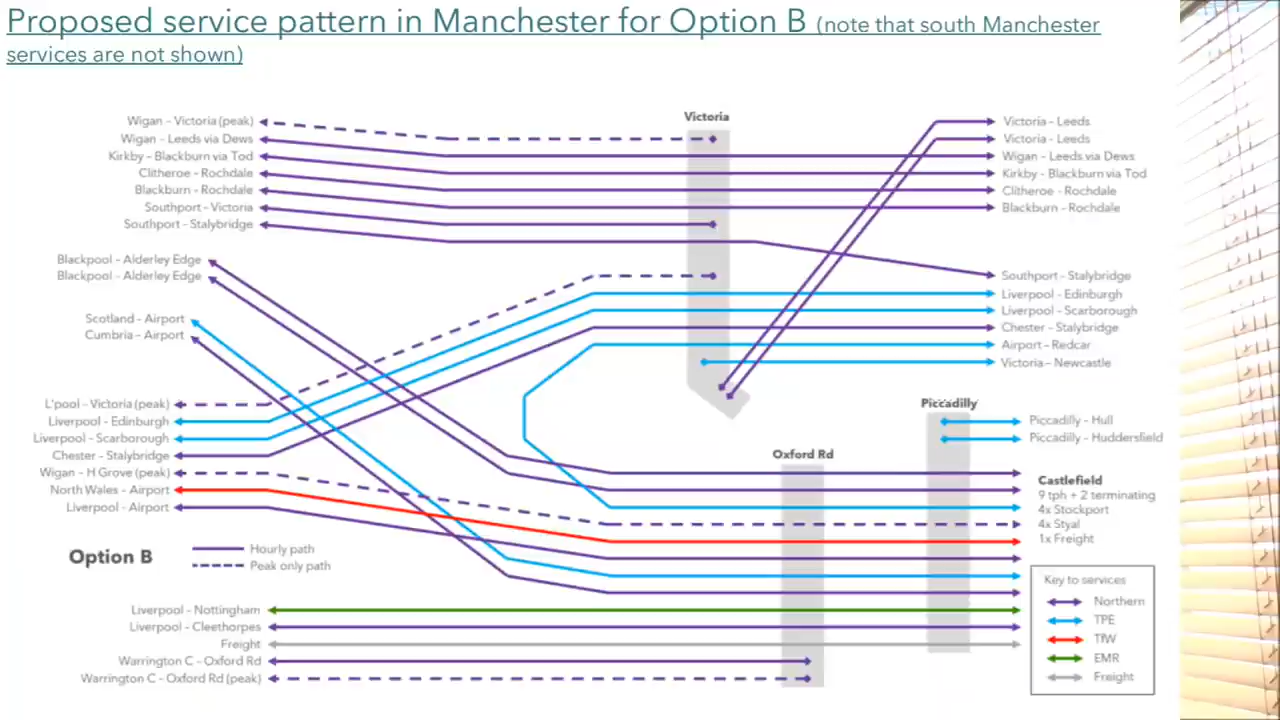 Proposed service pattern in Manchester for Option B (note that south Manchester
services are not shown)
Victoria
Wigan - Victoria (peak)
Wigan - Leeds via Dews
Kirkby - Blackburn via Tod
Clitheroe - Rochdale
Blackburn - Rochdale
Southport - Victoria
Southport - Stalybridge
Blackpool - Alderley Edge
Blackpool - Alderley Edge
Scotland - Airport
Cumbria - Airport
L'pool - Victoria (peak)
Liverpool - Edinburgh
Liverpool - Scarborough
Chester - Stalybridge
Wigan - H Grove (peak)
North Wales - Airport
Liverpool - Airport
Option B
Hourly path
Peak only path
Liverpool - Nottingham
Liverpool - Cleethorpes
Freight
Warrington C - Oxford Rd
Warrington C - Oxford Rd (peak)
Victoria - Leeds
Victoria - Leeds
Wigan - Leeds via Dews
Kirkby - Blackburn via Tod
Clitheroe - Rochdale
Blackburn - Rochdale
Southport - Stalybridge
Liverpool - Edinburgh
Liverpool - Scarborough
Chester - Stalybridge
Airport - Redcar
Victoria - Newcastle
Piccadilly
Piccadilly - Hull
Piccadilly - Huddersfield
Oxford Rd
Castlefield
9 tph + 2 terminating
4x Stockport
4x Styal
1x Freight
Key to services
Northern
TPE
TfW
EMR
Freight